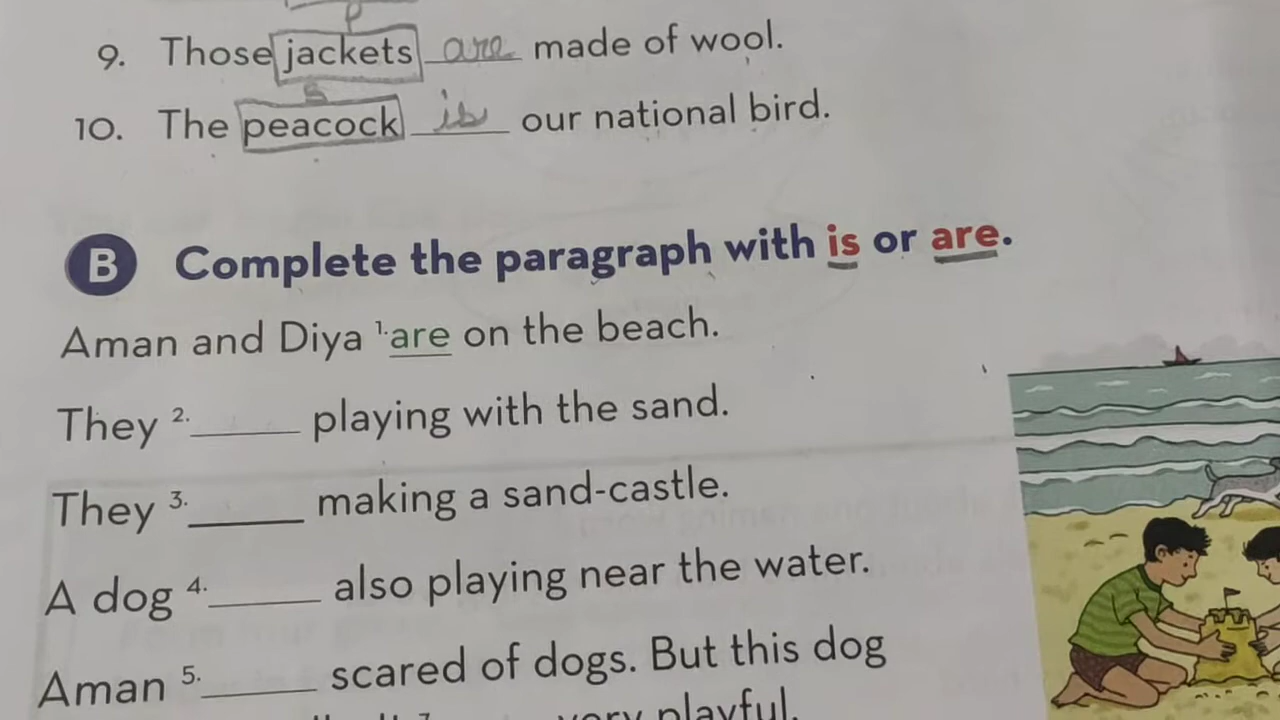 p
9. Those jackets are made of wool.
s
10. The peacock is our national bird.
B Complete the paragraph with is or are.
Aman and Diya 1. are on the beach.
They 2. ______ playing with the sand.
They 3. ______ making a sand-castle.
A dog 4. ______ also playing near the water.
Aman 5. ______ scared of dogs. But this dog
7. very playful.